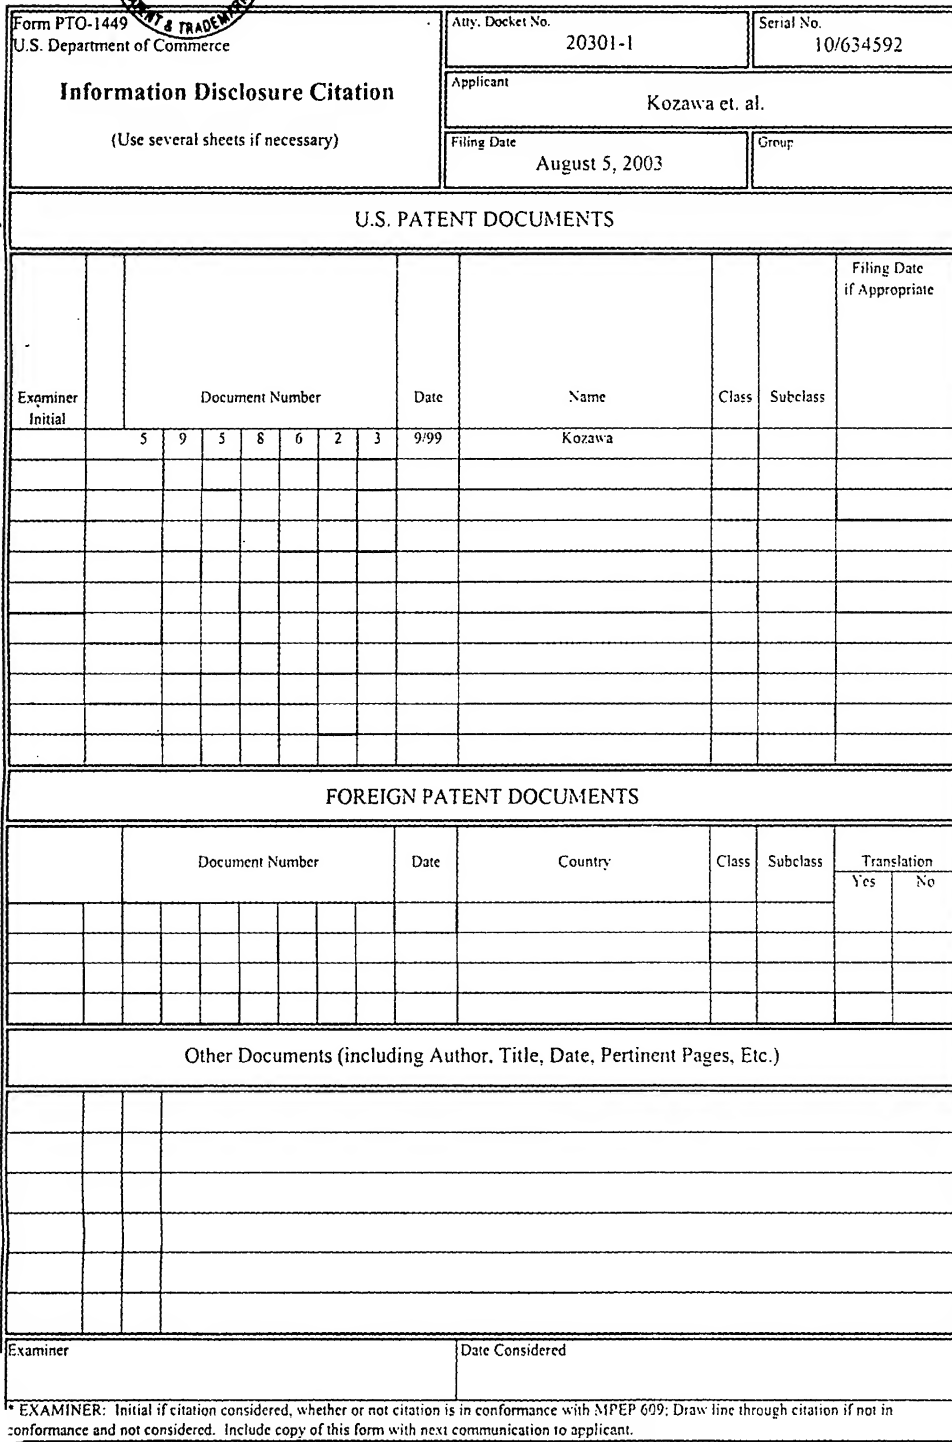 ENT & TRADEMAR
Form PTO-1449
U.S. Department of Commerce
Information Disclosure Citation
(Use several sheets if necessary)
Atty. Docket No.
20301-1
Serial No.
10/634592
Applicant
Kozawa et. al.
Filing Date
August 5, 2003
Group
U.S. PATENT DOCUMENTS
Filing Date
if Appropriate
Examiner
Initial
Document Number
Date
Name
Class
Subclass
5 9 5 8 6 2 3 9/99 Kozawa
FOREIGN PATENT DOCUMENTS
Document Number
Date
Country
Class
Subclass
Translation
Yes
No
Other Documents (including Author, Title, Date, Pertinent Pages, Etc.)
Examiner
Date Considered
* EXAMINER: Initial if citation considered, whether or not citation is in conformance with MPEP 609; Draw line through citation if not in
conformance and not considered. Include copy of this form with next communication to applicant.